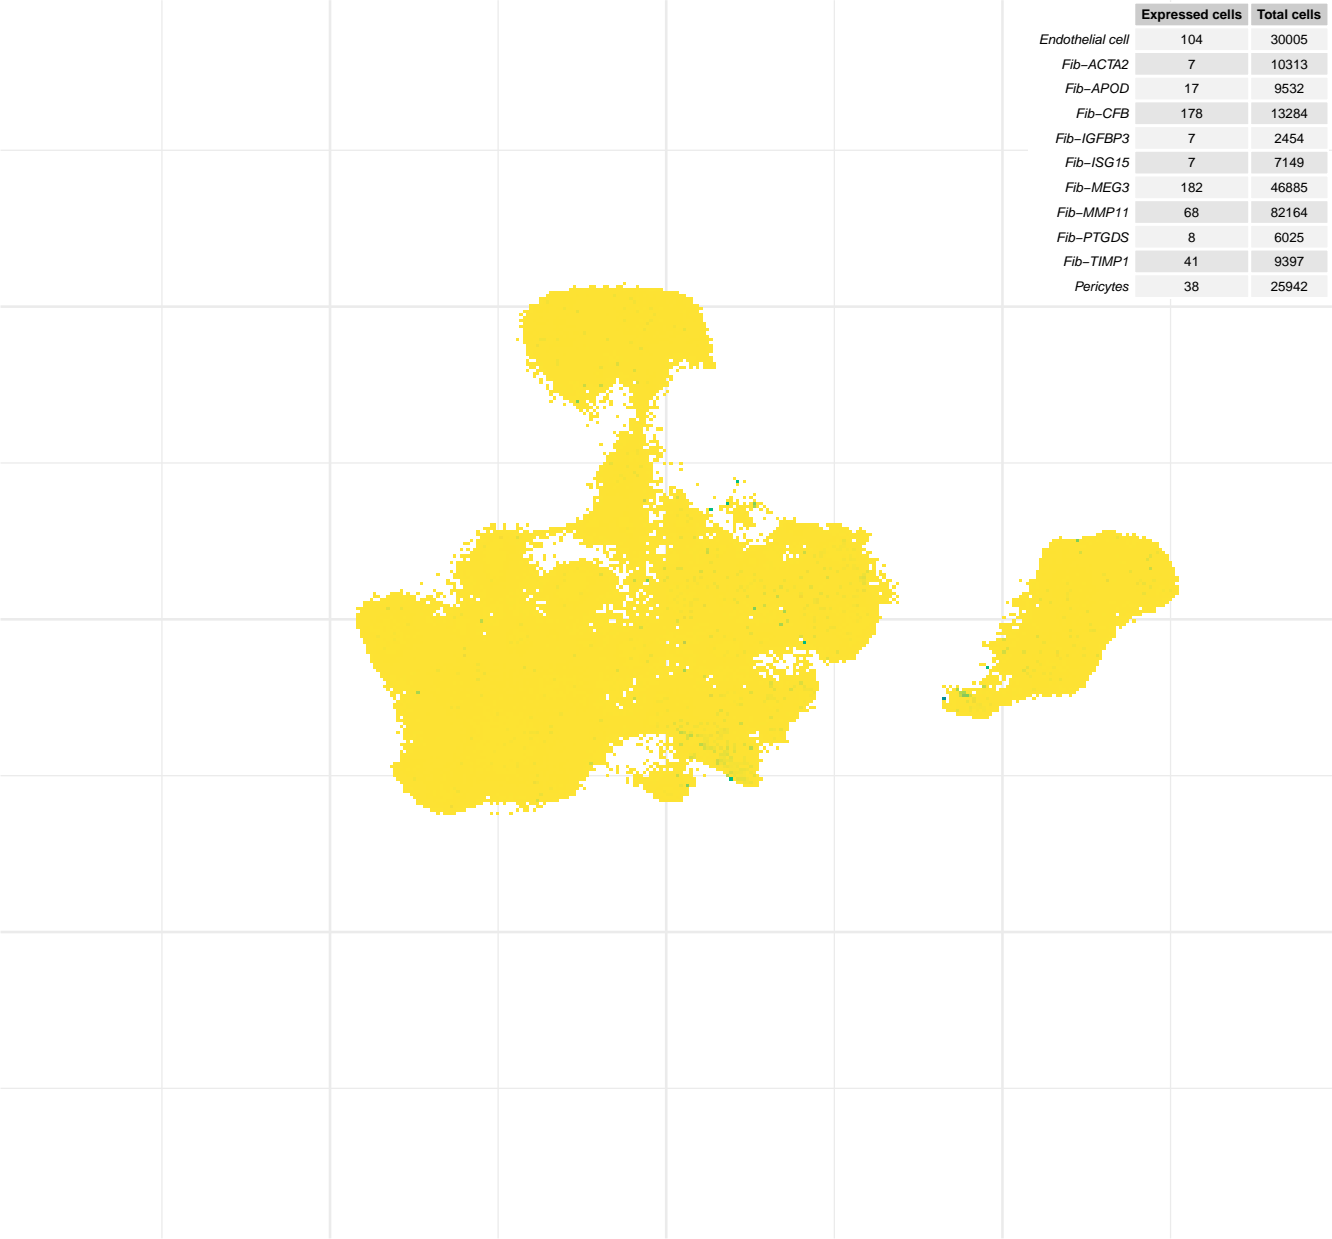 Expressed cells Total cells
Endothelial cell 104 30005
Fib−ACTA2 7 10313
Fib−APOD 17 9532
Fib−CFB 178 13284
Fib−IGFBP3 7 2454
Fib−ISG15 7 7149
Fib−MEG3 182 46885
Fib−MMP11 68 82164
Fib−PTGDS 8 6025
Fib−TIMP1 41 9397
Pericytes 38 25942